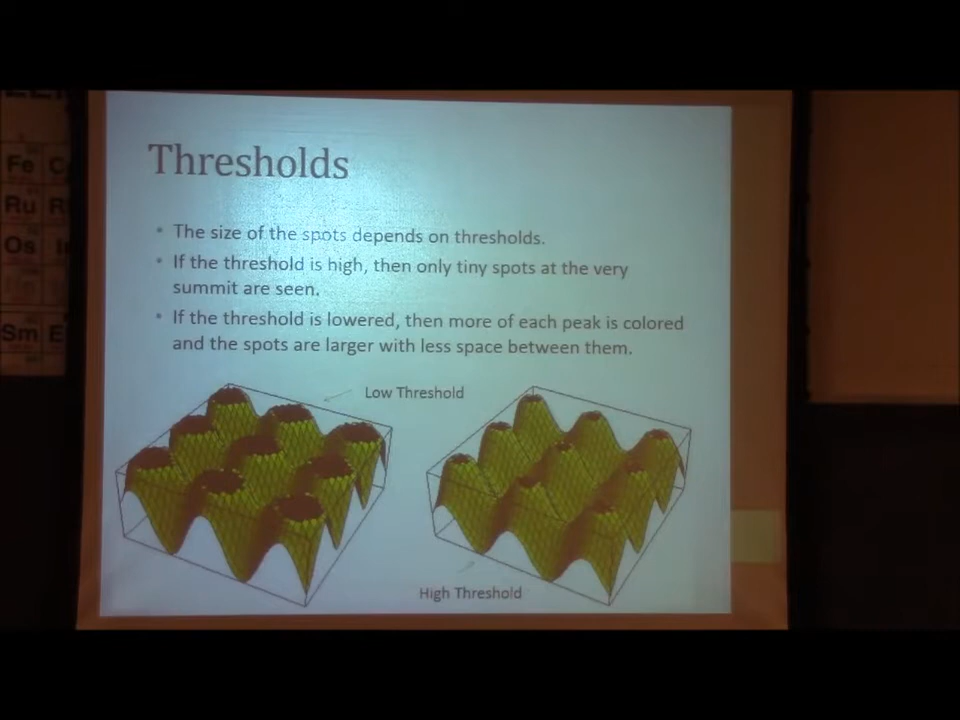 Thresholds
• The size of the spots depends on thresholds.
• If the threshold is high, then only tiny spots at the very
summit are seen.
• If the threshold is lowered, then more of each peak is colored
and the spots are larger with less space between them.
Low Threshold
High Threshold
Fe
Ru
Os
Sm